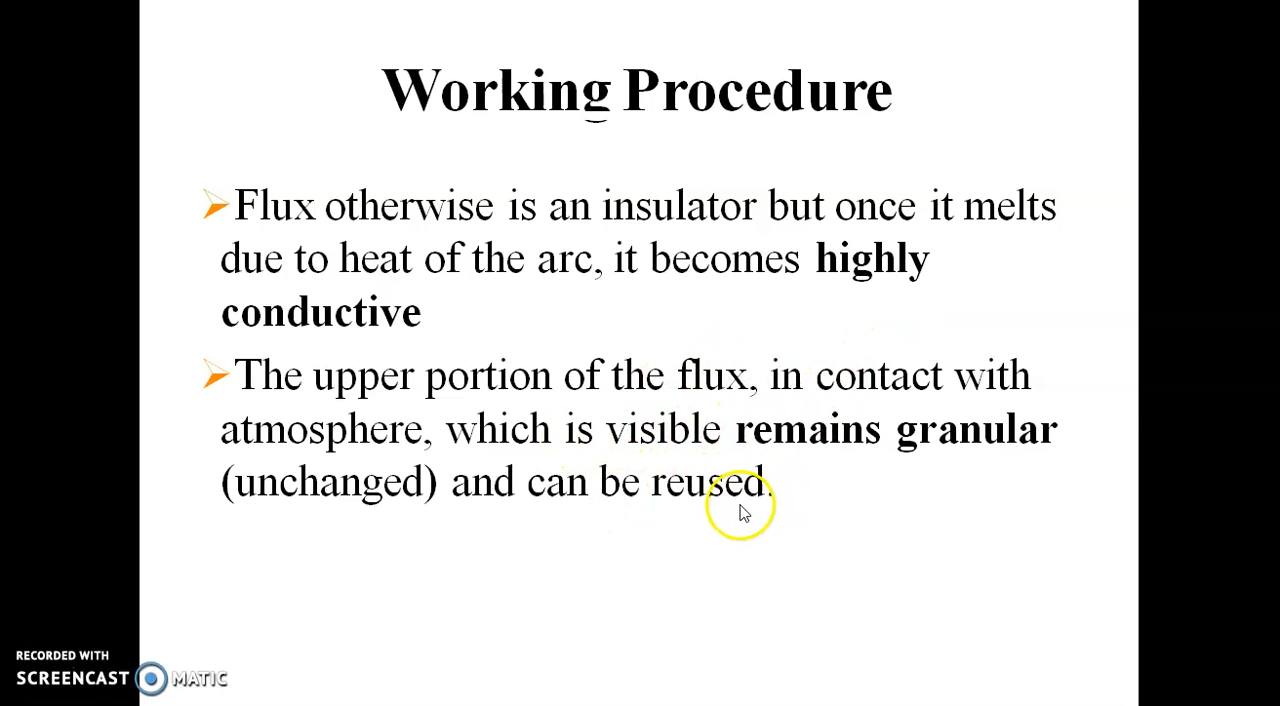 Working Procedure
Flux otherwise is an insulator but once it melts
due to heat of the arc, it becomes highly
conductive
The upper portion of the flux, in contact with
atmosphere, which is visible remains granular
(unchanged) and can be reused.
RECORDED WITH
SCREENCAST MATIC